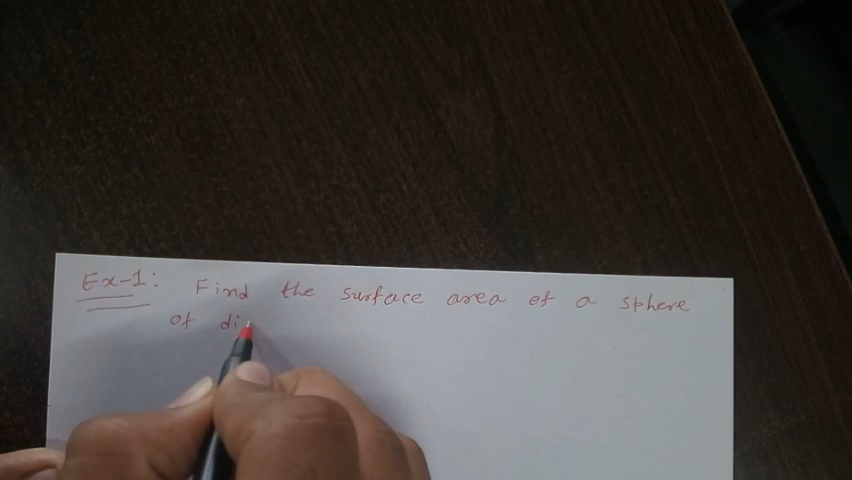 Ex-1: Find the surface area of a sphere
of di